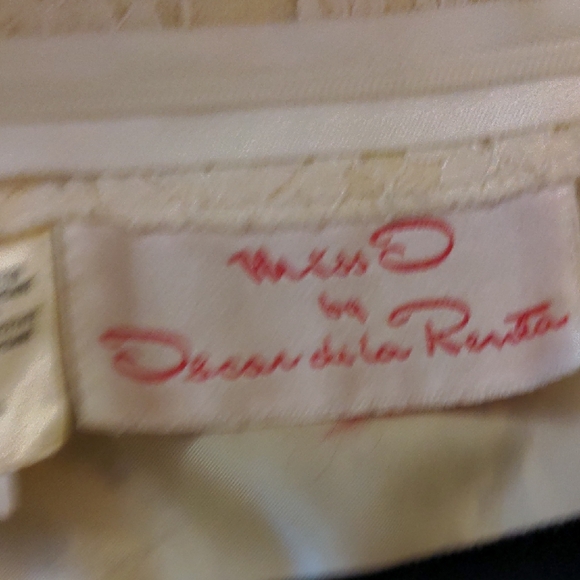 Miss O
by
Oscar de la Renta